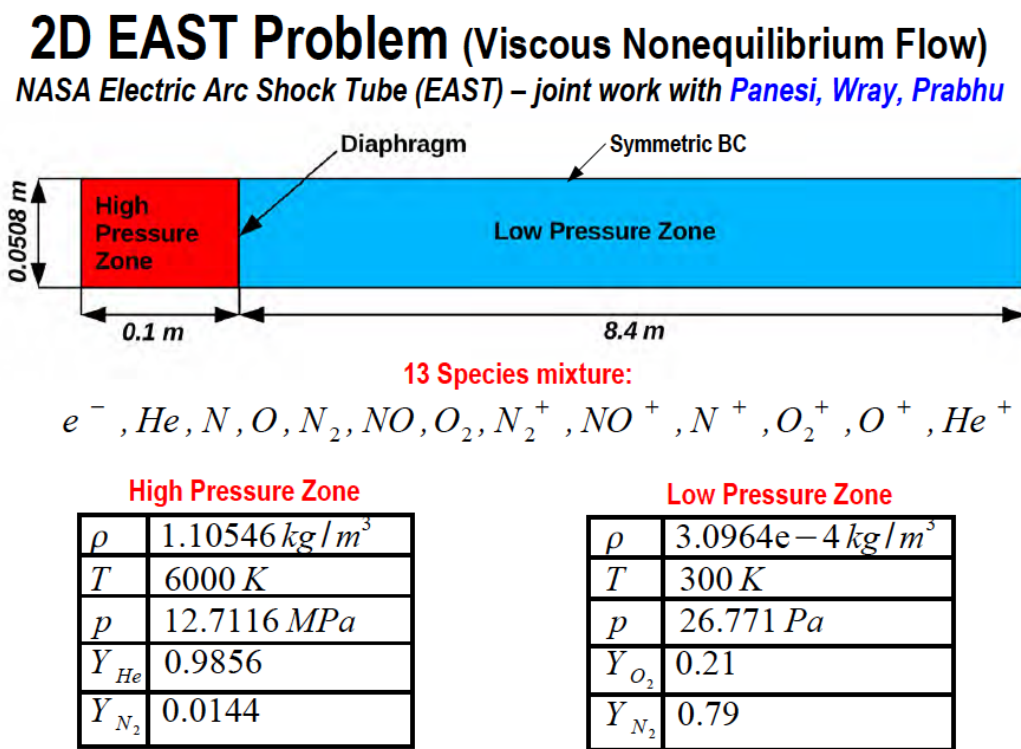 2D EAST Problem (Viscous Nonequilibrium Flow)
NASA Electric Arc Shock Tube (EAST) – joint work with Panesi, Wray, Prabhu
Diaphragm
Symmetric BC
0.0508 m
High
Pressure
Zone
Low Pressure Zone
0.1 m
8.4 m
13 Species mixture:
e⁻, He, N, O, N₂, NO, O₂, N₂⁺, NO⁺, N⁺, O₂⁺, O⁺, He⁺
High Pressure Zone
ρ 1.10546 kg/m³
T 6000 K
p 12.7116 MPa
Y_He 0.9856
Y_N₂ 0.0144
Low Pressure Zone
ρ 3.0964e−4 kg/m³
T 300 K
p 26.771 Pa
Y_O₂ 0.21
Y_N₂ 0.79